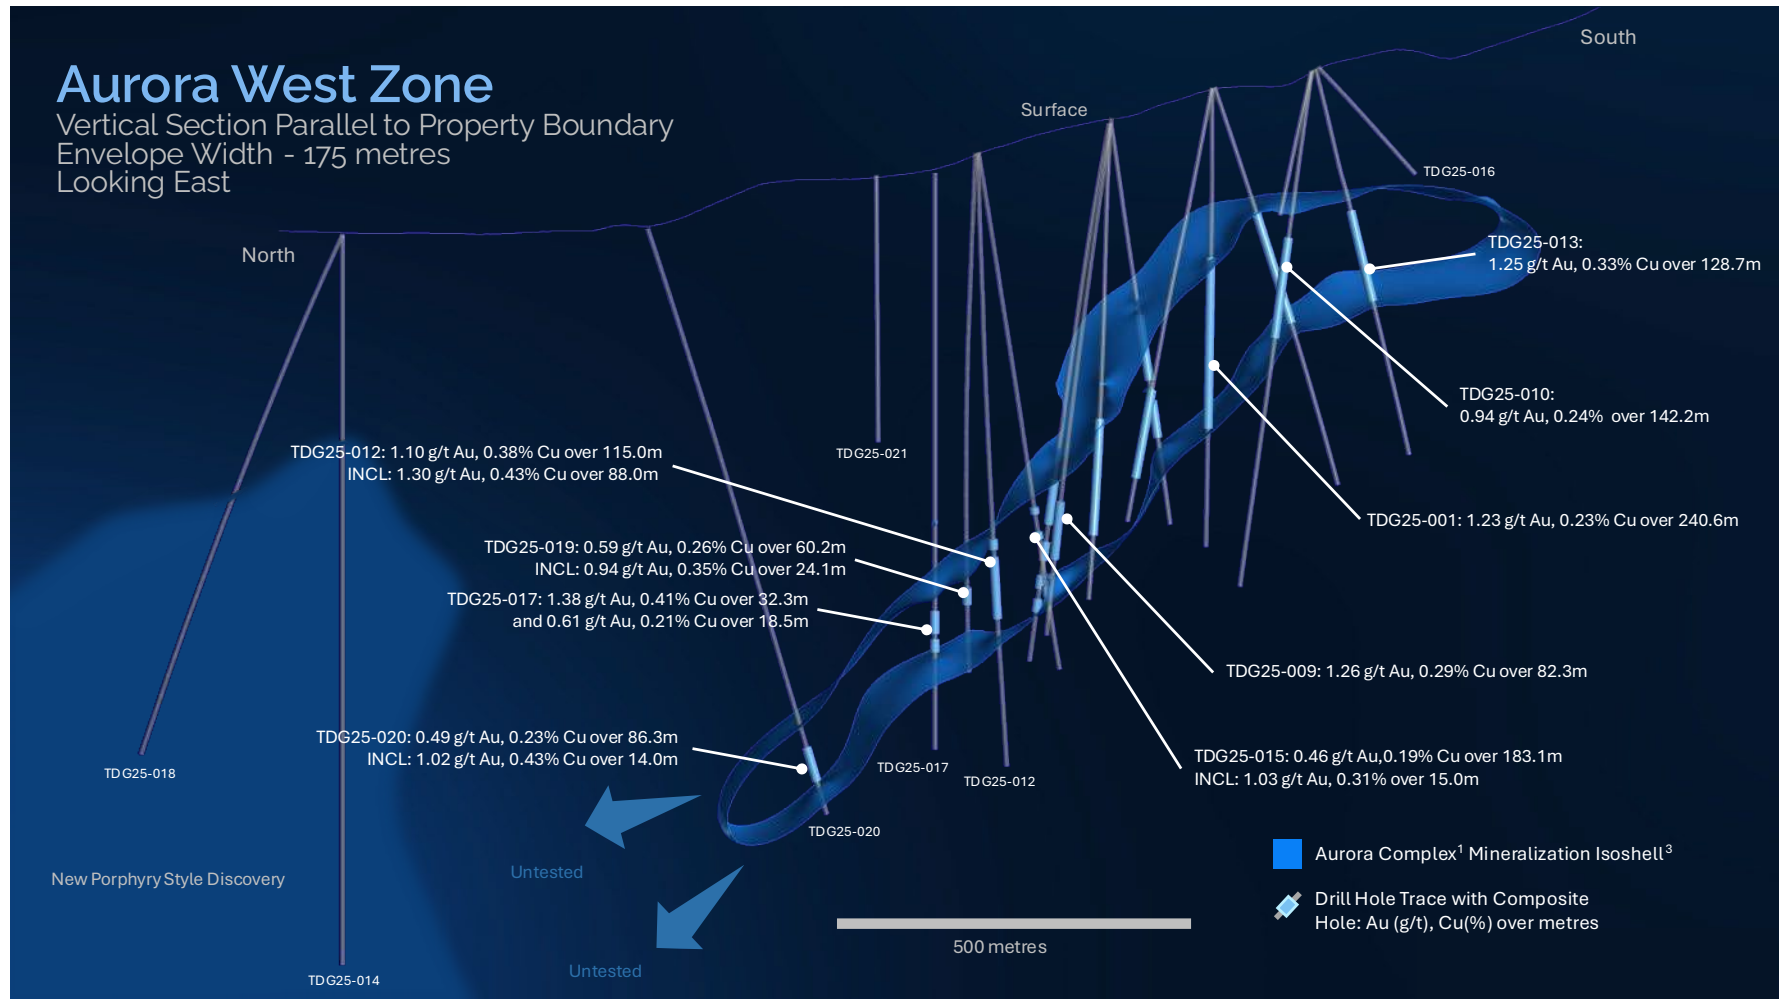 Aurora West Zone
Vertical Section Parallel to Property Boundary
Envelope Width - 175 metres
Looking East
South
Surface
North
TDG25-016
TDG25-013:
1.25 g/t Au, 0.33% Cu over 128.7m
TDG25-010:
0.94 g/t Au, 0.24%  over 142.2m
TDG25-021
TDG25-012: 1.10 g/t Au, 0.38% Cu over 115.0m
INCL: 1.30 g/t Au, 0.43% Cu over 88.0m
TDG25-001: 1.23 g/t Au, 0.23% Cu over 240.6m
TDG25-019: 0.59 g/t Au, 0.26% Cu over 60.2m
INCL: 0.94 g/t Au, 0.35% Cu over 24.1m
TDG25-017: 1.38 g/t Au, 0.41% Cu over 32.3m
and 0.61 g/t Au, 0.21% Cu over 18.5m
TDG25-009: 1.26 g/t Au, 0.29% Cu over 82.3m
TDG25-020: 0.49 g/t Au, 0.23% Cu over 86.3m
INCL: 1.02 g/t Au, 0.43% Cu over 14.0m
TDG25-015: 0.46 g/t Au,0.19% Cu over 183.1m
INCL: 1.03 g/t Au, 0.31% over 15.0m
TDG25-018
TDG25-017
TDG25-012
TDG25-020
New Porphyry Style Discovery
Untested
Untested
TDG25-014
500 metres
Aurora Complex¹ Mineralization Isoshell³
Drill Hole Trace with Composite
Hole: Au (g/t), Cu(%) over metres